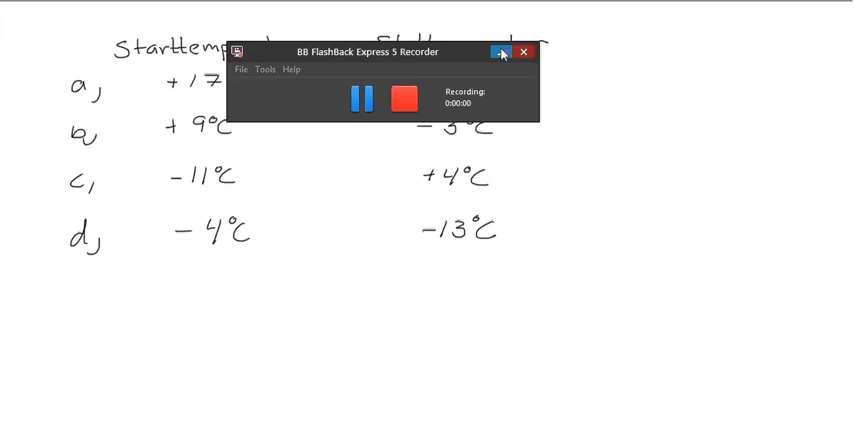 BB FlashBack Express 5 Recorder
File Tools Help
Recording:
0:00:00
a, + 17
b, + 9°C - 3°C
c, - 11°C + 4°C
d, - 4°C - 13°C